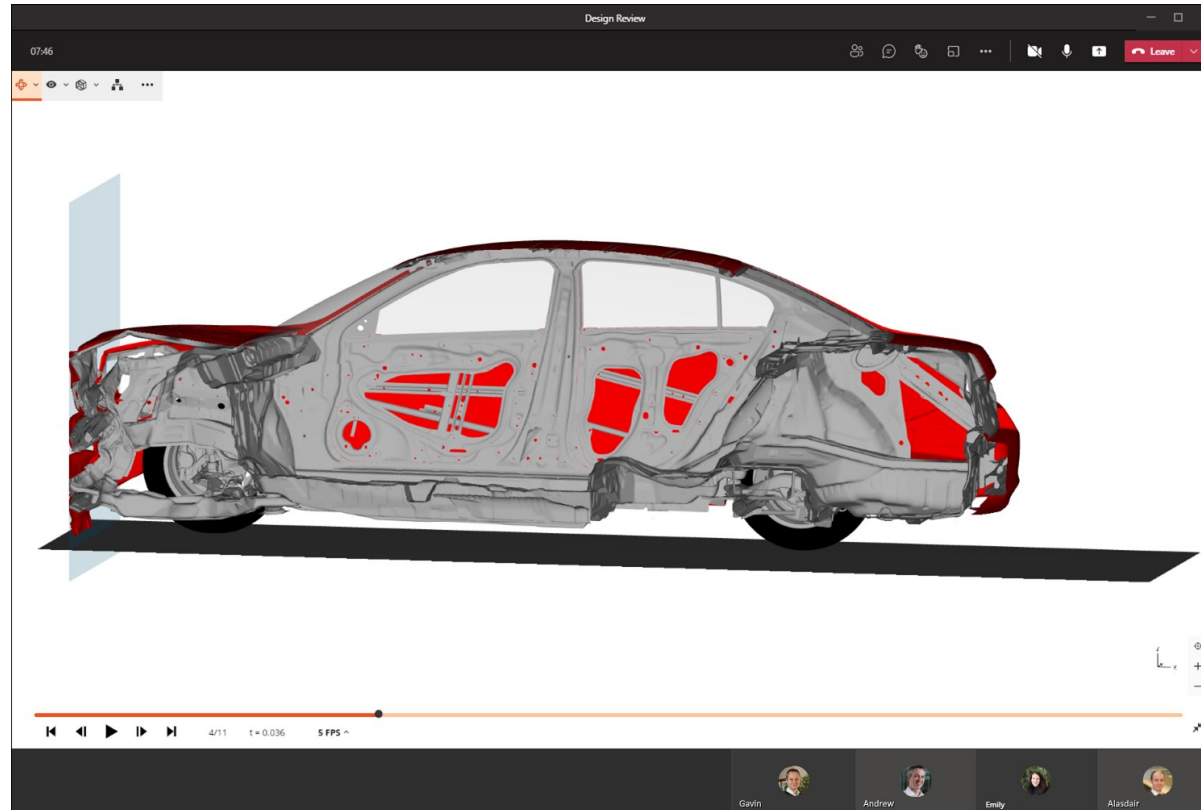 Design Review
07:46
Leave
z
x
4/11 t = 0.036 5 FPS
Gavin Andrew Emily Alasdair